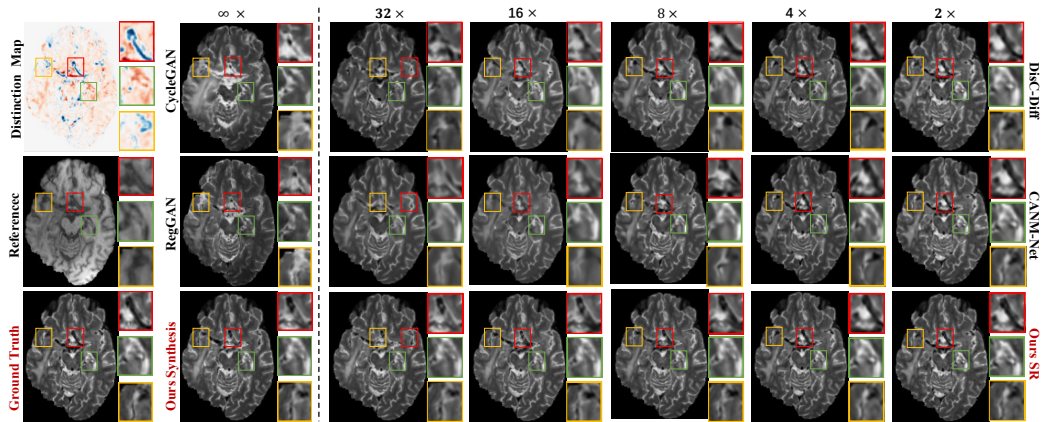 ∞ ×
32 ×
16 ×
8 ×
4 ×
2 ×
Distinction Map
CycleGAN
DisC-Diff
Referencec
RegGAN
CANM-Net
Ground Truth
Ours Synthesis
Ours SR